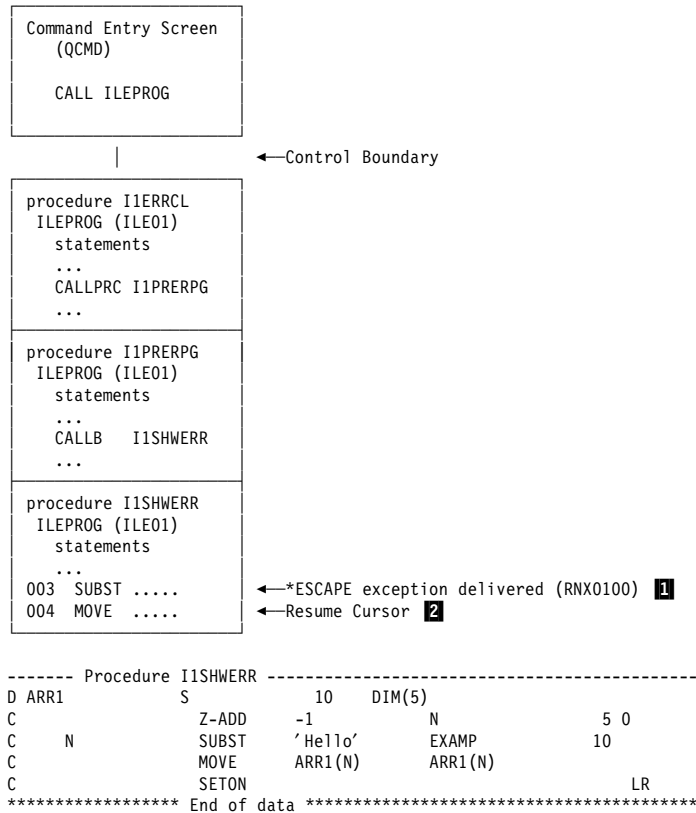 Command Entry Screen
(QCMD)
CALL ILEPROG
◄──Control Boundary
procedure I1ERRCL
ILEPROG (ILE01)
statements
...
CALLPRC I1PRERPG
...
procedure I1PRERPG
ILEPROG (ILE01)
statements
...
CALLB   I1SHWERR
...
procedure I1SHWERR
ILEPROG (ILE01)
statements
...
003  SUBST .....  ◄──*ESCAPE exception delivered (RNX0100) 1
004  MOVE  .....  ◄──Resume Cursor 2
------- Procedure I1SHWERR ---------------------------------------------
D ARR1            S             10    DIM(5)
C                   Z-ADD     -1            N                 5 0
C     N             SUBST     ′Hello′       EXAMP            10
C                   MOVE      ARR1(N)       ARR1(N)
C                   SETON                                        LR
****************** End of data *****************************************